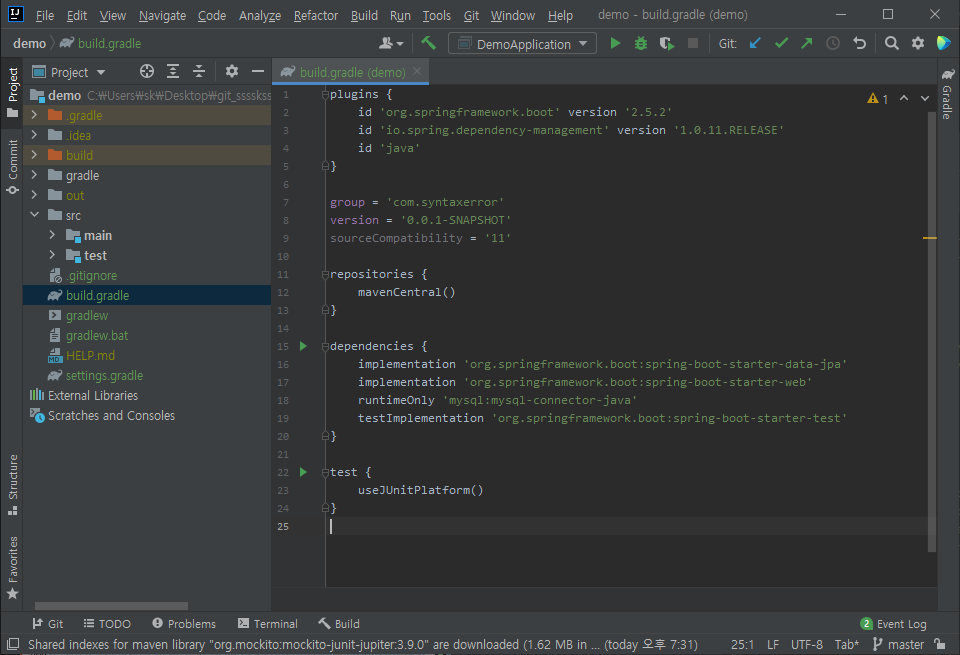 File Edit View Navigate Code Analyze Refactor Build Run Tools Git Window Help demo - build.gradle (demo)
demo build.gradle DemoApplication Git:
Project
Commit
Structure
Favorites
Project
demo C:₩Users₩sk₩Desktop₩git_sssskss
.gradle
.idea
build
gradle
out
src
main
test
.gitignore
build.gradle
gradlew
gradlew.bat
HELP.md
settings.gradle
External Libraries
Scratches and Consoles
build.gradle (demo)
1 plugins {
2 id 'org.springframework.boot' version '2.5.2'
3 id 'io.spring.dependency-management' version '1.0.11.RELEASE'
4 id 'java'
5 }
6
7 group = 'com.syntaxerror'
8 version = '0.0.1-SNAPSHOT'
9 sourceCompatibility = '11'
10
11 repositories {
12 mavenCentral()
13 }
14
15 dependencies {
16 implementation 'org.springframework.boot:spring-boot-starter-data-jpa'
17 implementation 'org.springframework.boot:spring-boot-starter-web'
18 runtimeOnly 'mysql:mysql-connector-java'
19 testImplementation 'org.springframework.boot:spring-boot-starter-test'
20 }
21
22 test {
23 useJUnitPlatform()
24 }
25
1
Gradle
Git TODO Problems Terminal Build 2 Event Log
Shared indexes for maven library "org.mockito:mockito-junit-jupiter:3.9.0" are downloaded (1.62 MB in ... (today 오후 7:31) 25:1 LF UTF-8 Tab* master